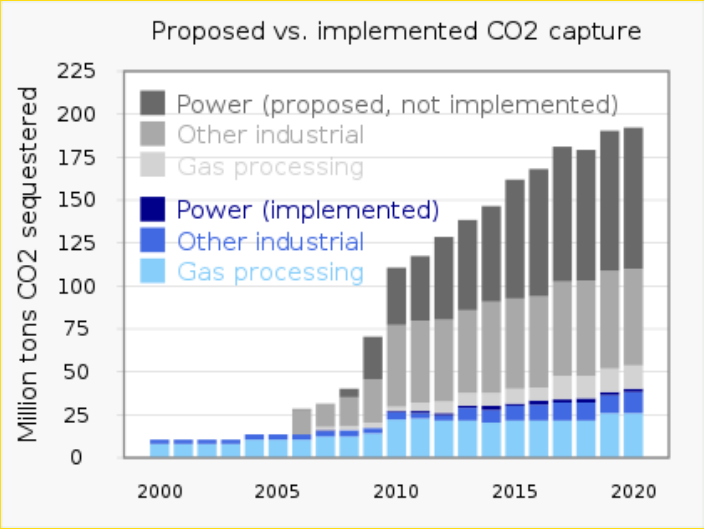 Proposed vs. implemented CO2 capture
Million tons CO2 sequestered
225
200
175
150
125
100
75
50
25
0
Power (proposed, not implemented)
Other industrial
Gas processing
Power (implemented)
Other industrial
Gas processing
2000
2005
2010
2015
2020